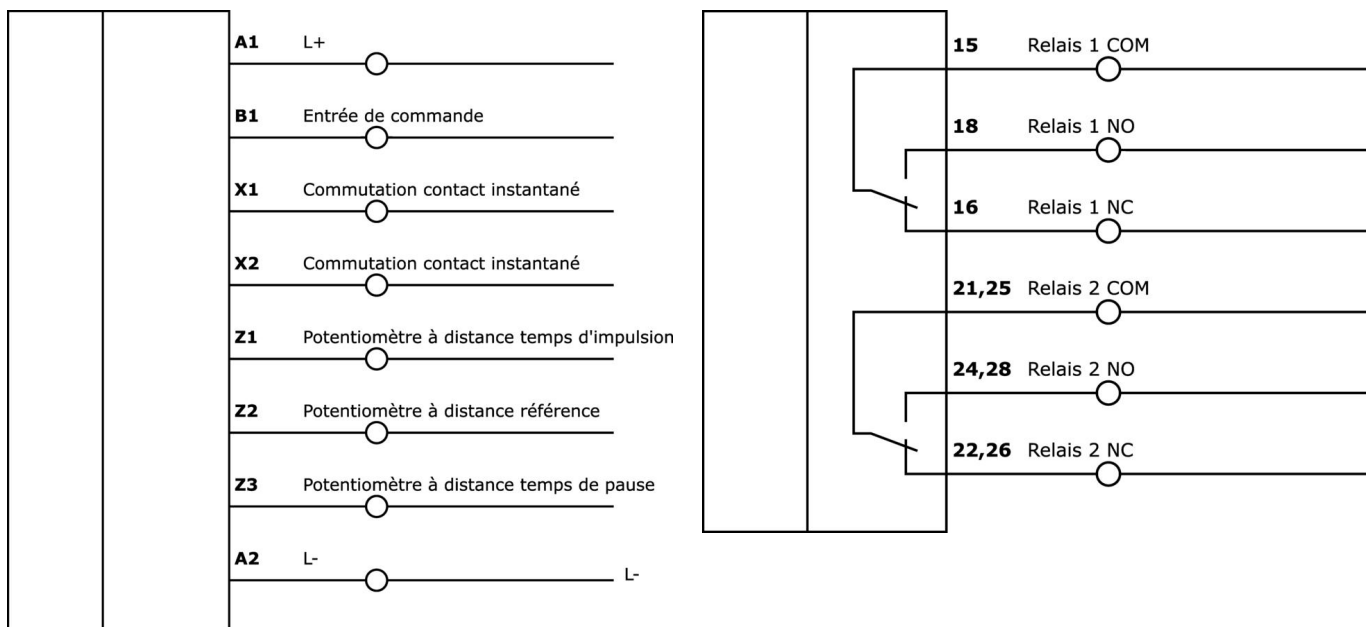 A1 L+
B1 Entrée de commande
X1 Commutation contact instantané
X2 Commutation contact instantané
Z1 Potentiomètre à distance temps d'impulsion
Z2 Potentiomètre à distance référence
Z3 Potentiomètre à distance temps de pause
A2 L-
L-
15 Relais 1 COM
18 Relais 1 NO
16 Relais 1 NC
21,25 Relais 2 COM
24,28 Relais 2 NO
22,26 Relais 2 NC